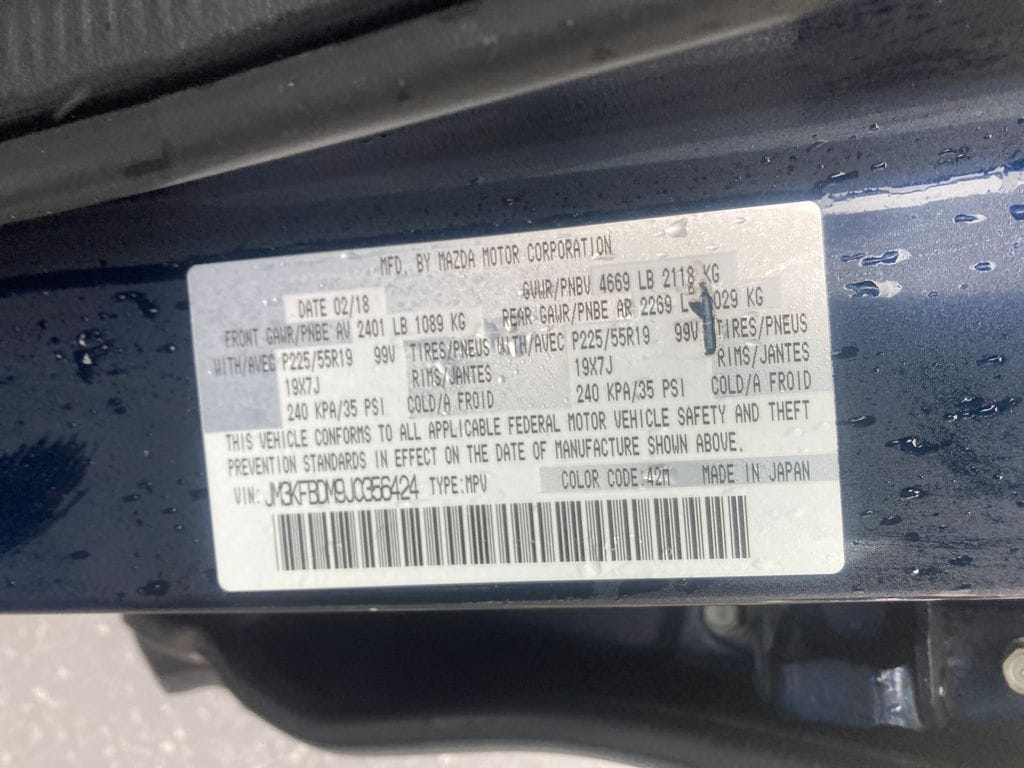 MFD. BY MAZDA MOTOR CORPORATION
DATE 02/18 GVWR/PNBV 4669 LB 2118 KG
FRONT GAWR/PNBE AV 2401 LB 1089 KG REAR GAWR/PNBE AR 2269 KG
WITH/AVEC P225/55R19 99V TIRES/PNEUS WITH/AVEC P225/55R19 99V TIRES/PNEUS
19X7J RIMS/JANTES 19X7J RIMS/JANTES
240 KPA/35 PSI COLD/A FROID 240 KPA/35 PSI COLD/A FROID
THIS VEHICLE CONFORMS TO ALL APPLICABLE FEDERAL MOTOR VEHICLE SAFETY AND THEFT
PREVENTION STANDARDS IN EFFECT ON THE DATE OF MANUFACTURE SHOWN ABOVE.
VIN: JM3KFBDM9J0356424 TYPE:MPV COLOR CODE:42M MADE IN JAPAN